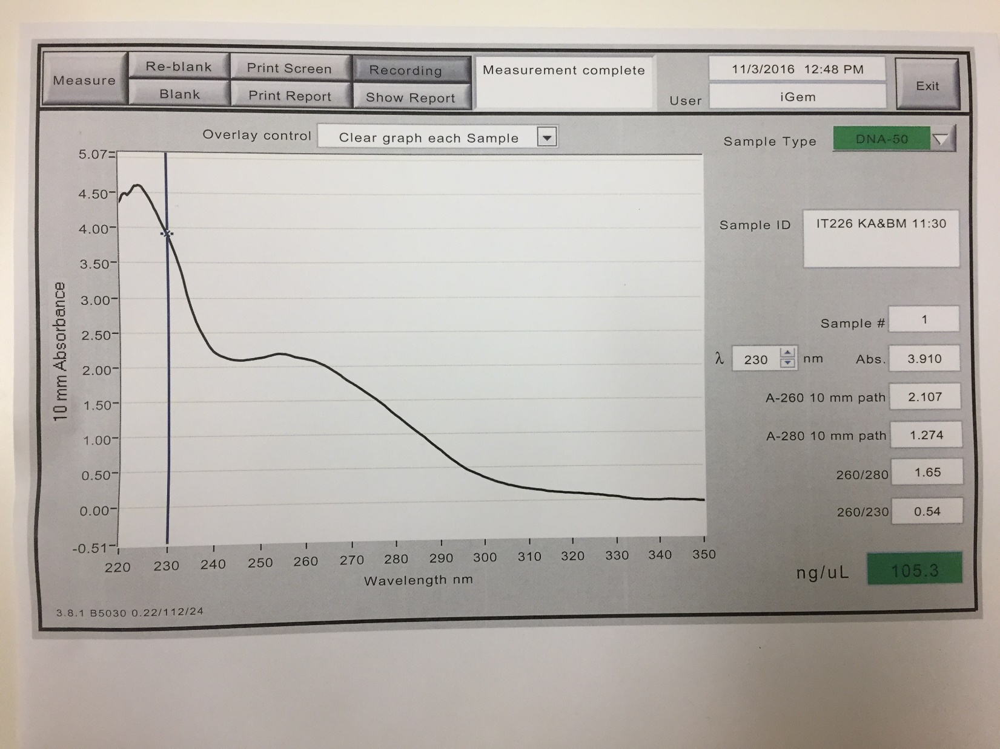 Measure
Re-blank
Print Screen
Recording
Measurement complete
11/3/2016 12:48 PM
Exit
Blank
Print Report
Show Report
User
iGem
Overlay control
Clear graph each Sample
Sample Type
DNA-50
Sample ID
IT226 KA&BM 11:30
Sample #
1
λ 230 nm
Abs. 3.910
A-260 10 mm path 2.107
A-280 10 mm path 1.274
260/280 1.65
260/230 0.54
ng/uL 105.3
10 mm Absorbance
5.07
4.50
4.00
3.50
3.00
2.50
2.00
1.50
1.00
0.50
0.00
-0.51
220 230 240 250 260 270 280 290 300 310 320 330 340 350
Wavelength nm
3.8.1 B5030 0.22/112/24